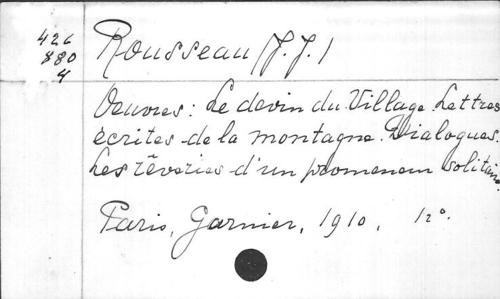 426
880
4
Rousseau (J. J.)
Oeuvres: Le devin du Village. Lettres
écrites de la montagne. Dialogues.
Les rêveries d'un promeneur solitaire.
Paris, Garnier, 1910. 12°.